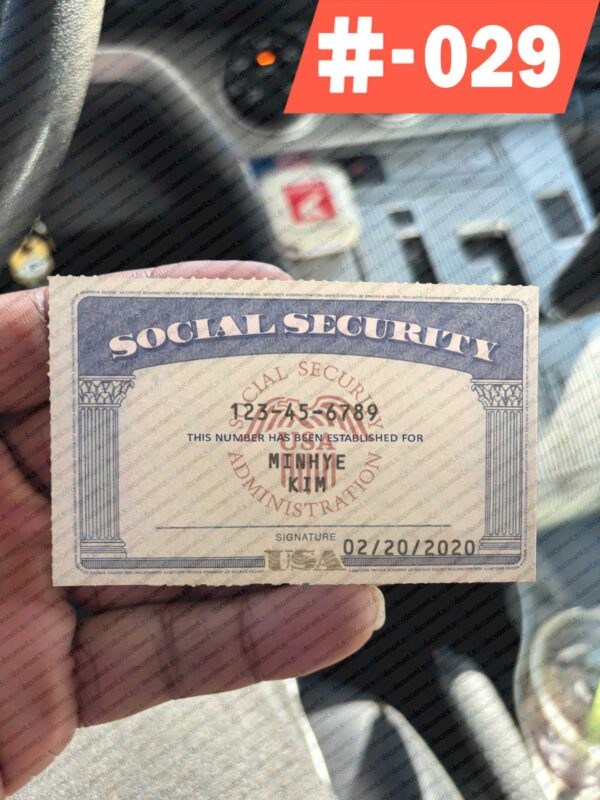 #-029
SOCIAL SECURITY
SOCIAL SECURITY
123-45-6789
THIS NUMBER HAS BEEN ESTABLISHED FOR
USA
MINHYE
KIM
ADMINISTRATION
SIGNATURE
USA
02/20/2020